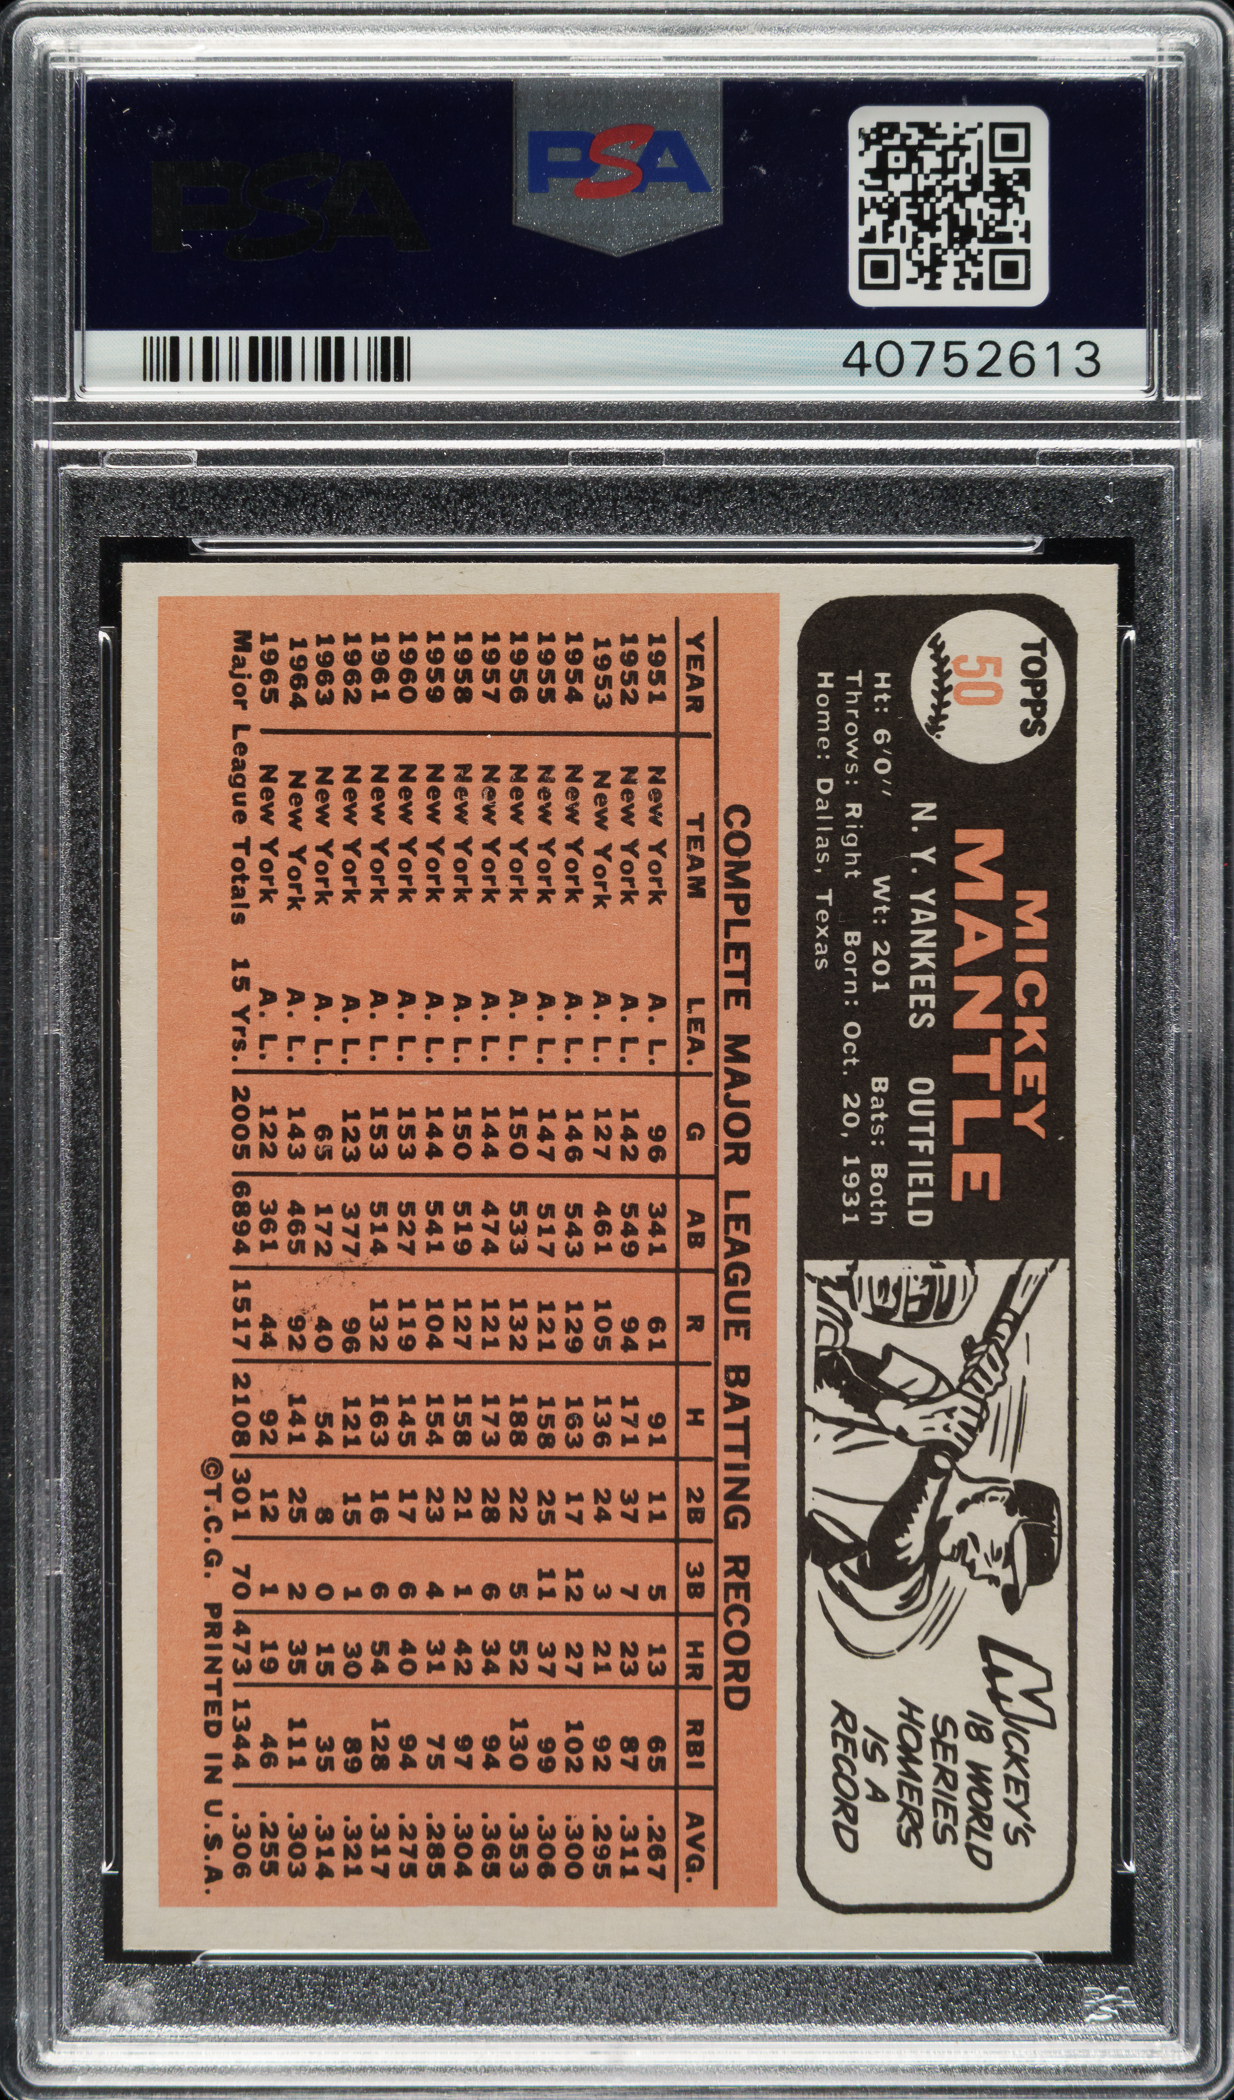 PSA
PSA
40752613
TOPPS
50
MICKEY
MANTLE
N. Y. YANKEES OUTFIELD
Ht: 6'0'' Wt: 201 Bats: Both
Throws: Right Born: Oct. 20, 1931
Home: Dallas, Texas
MICKEY'S
18 WORLD
SERIES
HOMERS
IS A
RECORD
COMPLETE MAJOR LEAGUE BATTING RECORD
YEAR TEAM LEA. G AB R H 2B 3B HR RBI AVG.
1951 New York A. L. 96 341 61 91 11 5 13 65 .267
1952 New York A. L. 142 549 94 171 37 7 23 87 .311
1953 New York A. L. 127 461 105 136 24 3 21 92 .295
1954 New York A. L. 146 543 129 163 17 12 27 102 .300
1955 New York A. L. 147 517 121 158 25 11 37 99 .306
1956 New York A. L. 150 533 132 188 22 5 52 130 .353
1957 New York A. L. 144 474 121 173 28 6 34 94 .365
1958 New York A. L. 150 519 127 158 21 1 42 97 .304
1959 New York A. L. 144 541 104 154 23 4 31 75 .285
1960 New York A. L. 153 527 119 145 17 6 40 94 .275
1961 New York A. L. 153 514 132 163 16 6 54 128 .317
1962 New York A. L. 123 377 96 121 15 1 30 89 .321
1963 New York A. L. 65 172 40 54 8 0 15 35 .314
1964 New York A. L. 143 465 92 141 25 2 35 111 .303
1965 New York A. L. 122 361 44 92 12 1 19 46 .255
Major League Totals 15 Yrs. 2005 6894 1517 2108 301 70 473 1344 .306
©T.C.G. PRINTED IN U.S.A.